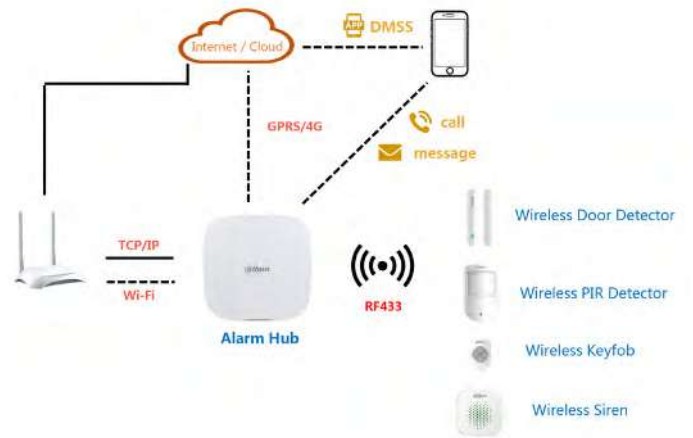 APP DMSS
Internet / Cloud
GPRS/4G
call
message
Wireless Door Detector
TCP/IP
Wi-Fi
RF433
Wireless PIR Detector
Alarm Hub
Wireless Keyfob
Wireless Siren